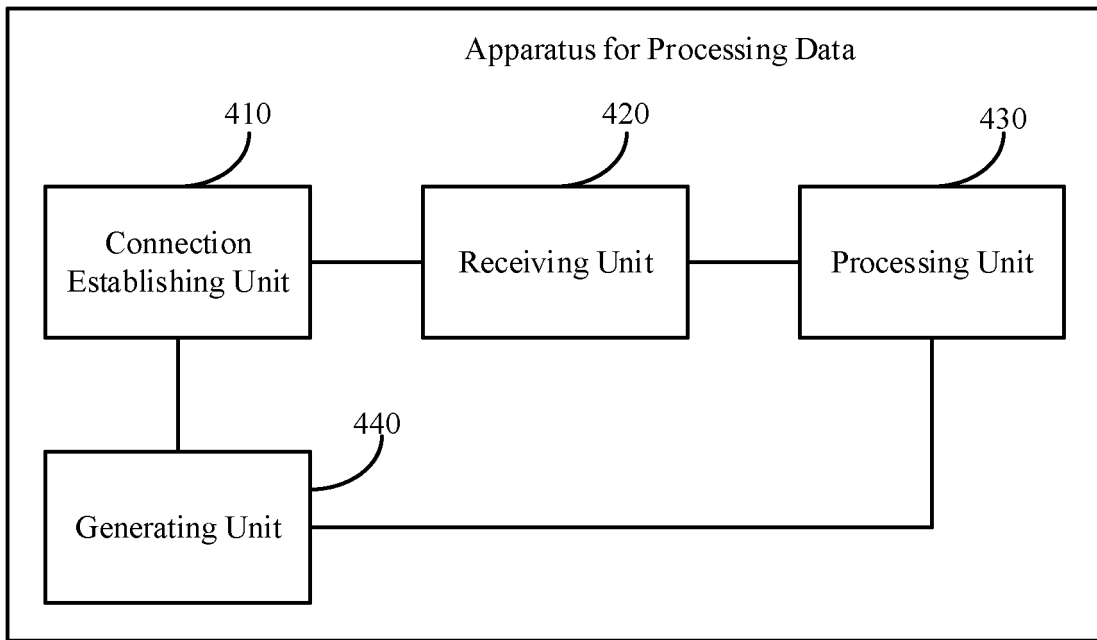 Apparatus for Processing Data
410
420
430
Connection
Establishing Unit
Receiving Unit
Processing Unit
440
Generating Unit